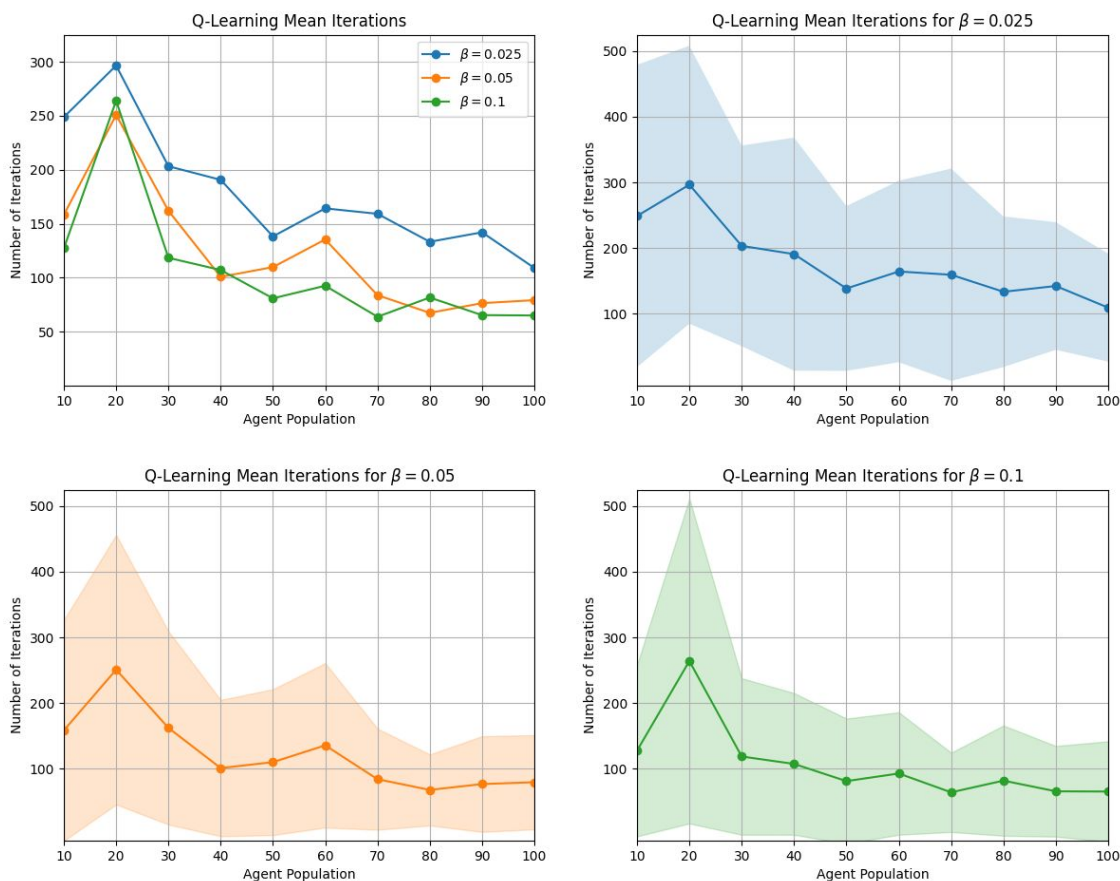 Q-Learning Mean Iterations
300
250
200
150
100
50
Number of Iterations
β = 0.025
β = 0.05
β = 0.1
10 20 30 40 50 60 70 80 90 100
Agent Population
Q-Learning Mean Iterations for β = 0.025
500
400
300
200
100
Number of Iterations
10 20 30 40 50 60 70 80 90 100
Agent Population
Q-Learning Mean Iterations for β = 0.05
500
400
300
200
100
Number of Iterations
10 20 30 40 50 60 70 80 90 100
Agent Population
Q-Learning Mean Iterations for β = 0.1
500
400
300
200
100
Number of Iterations
10 20 30 40 50 60 70 80 90 100
Agent Population